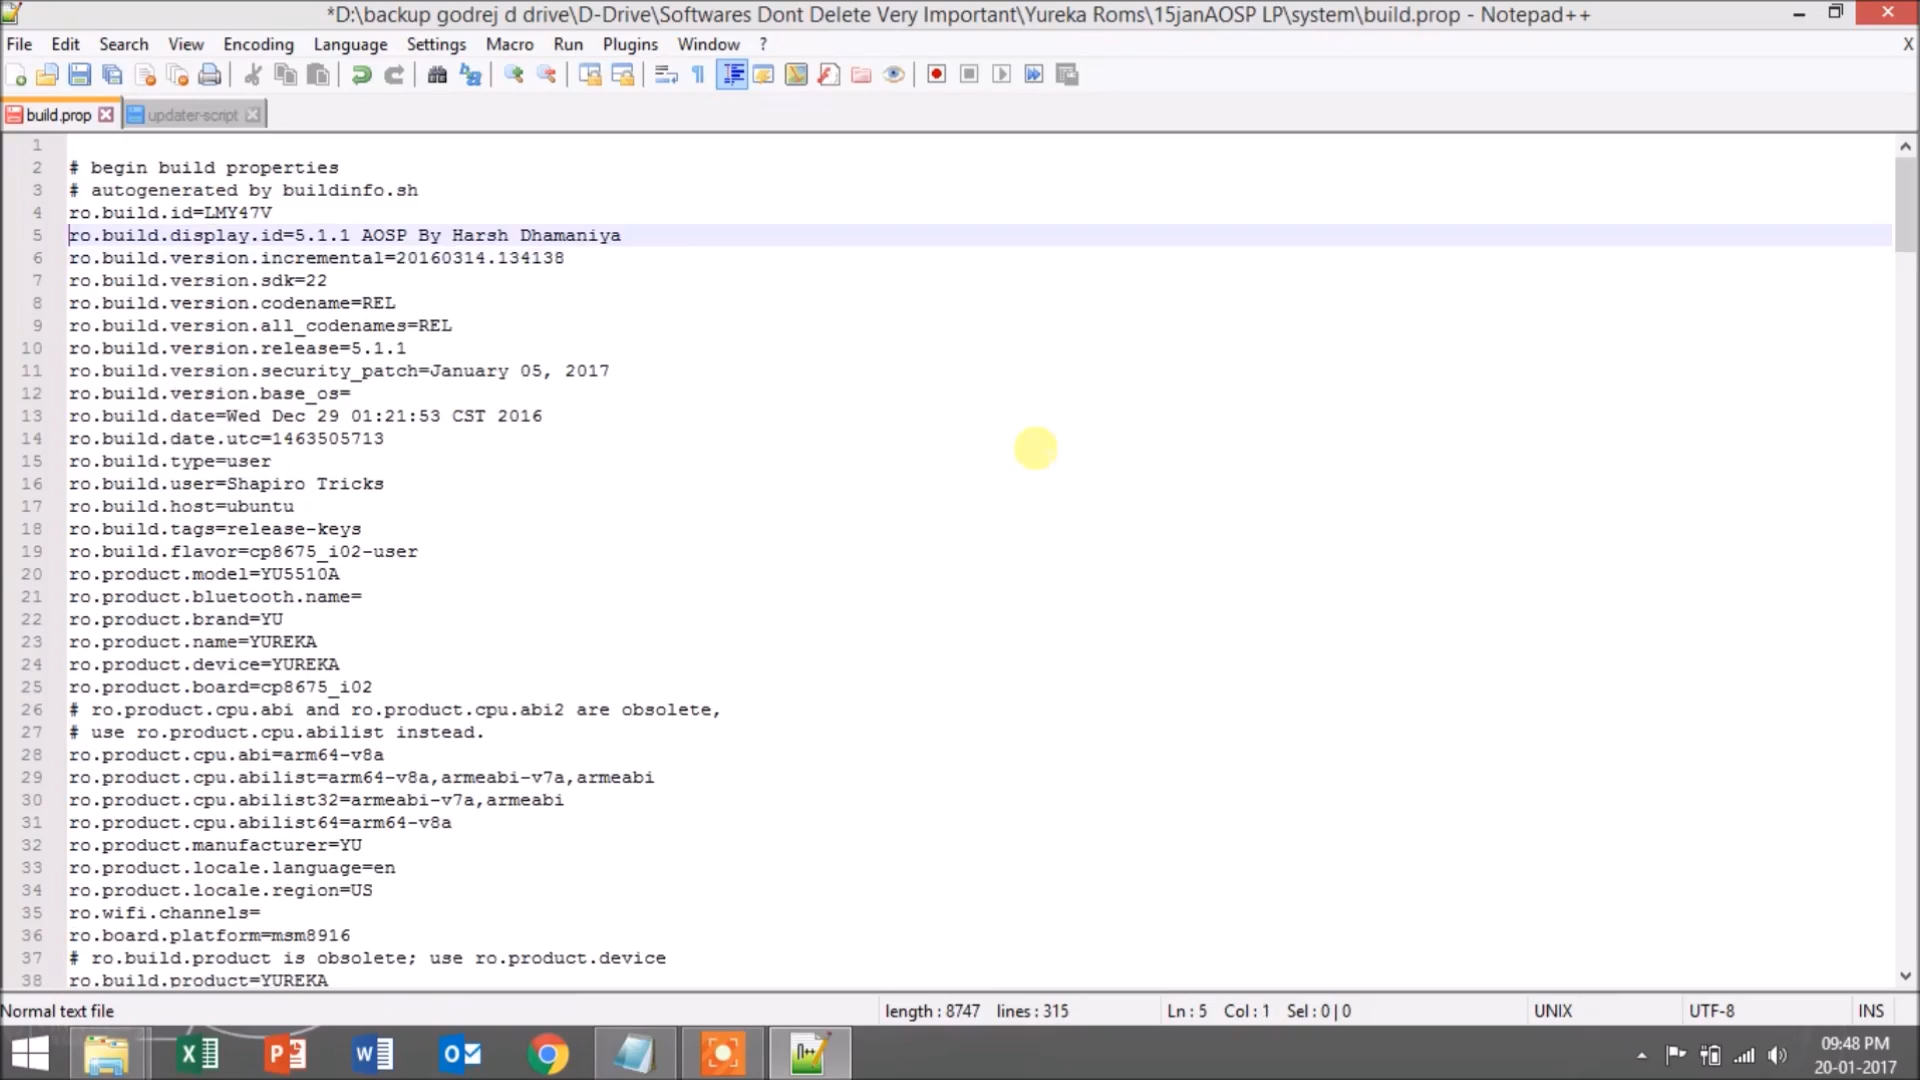 *D:\backup godrej d drive\D-Drive\Softwares Dont Delete Very Important\Yureka Roms\15janAOSP LP\system\build.prop - Notepad++
File Edit Search View Encoding Language Settings Macro Run Plugins Window ? X
build.prop updater-script
1
2 # begin build properties
3 # autogenerated by buildinfo.sh
4 ro.build.id=LMY47V
5 ro.build.display.id=5.1.1 AOSP By Harsh Dhamaniya
6 ro.build.version.incremental=20160314.134138
7 ro.build.version.sdk=22
8 ro.build.version.codename=REL
9 ro.build.version.all_codenames=REL
10 ro.build.version.release=5.1.1
11 ro.build.version.security_patch=January 05, 2017
12 ro.build.version.base_os=
13 ro.build.date=Wed Dec 29 01:21:53 CST 2016
14 ro.build.date.utc=1463505713
15 ro.build.type=user
16 ro.build.user=Shapiro Tricks
17 ro.build.host=ubuntu
18 ro.build.tags=release-keys
19 ro.build.flavor=cp8675_i02-user
20 ro.product.model=YU5510A
21 ro.product.bluetooth.name=
22 ro.product.brand=YU
23 ro.product.name=YUREKA
24 ro.product.device=YUREKA
25 ro.product.board=cp8675_i02
26 # ro.product.cpu.abi and ro.product.cpu.abi2 are obsolete,
27 # use ro.product.cpu.abilist instead.
28 ro.product.cpu.abi=arm64-v8a
29 ro.product.cpu.abilist=arm64-v8a,armeabi-v7a,armeabi
30 ro.product.cpu.abilist32=armeabi-v7a,armeabi
31 ro.product.cpu.abilist64=arm64-v8a
32 ro.product.manufacturer=YU
33 ro.product.locale.language=en
34 ro.product.locale.region=US
35 ro.wifi.channels=
36 ro.board.platform=msm8916
37 # ro.build.product is obsolete; use ro.product.device
38 ro.build.product=YUREKA
Normal text file length : 8747 lines : 315 Ln : 5 Col : 1 Sel : 0 | 0 UNIX UTF-8 INS
09:48 PM
20-01-2017